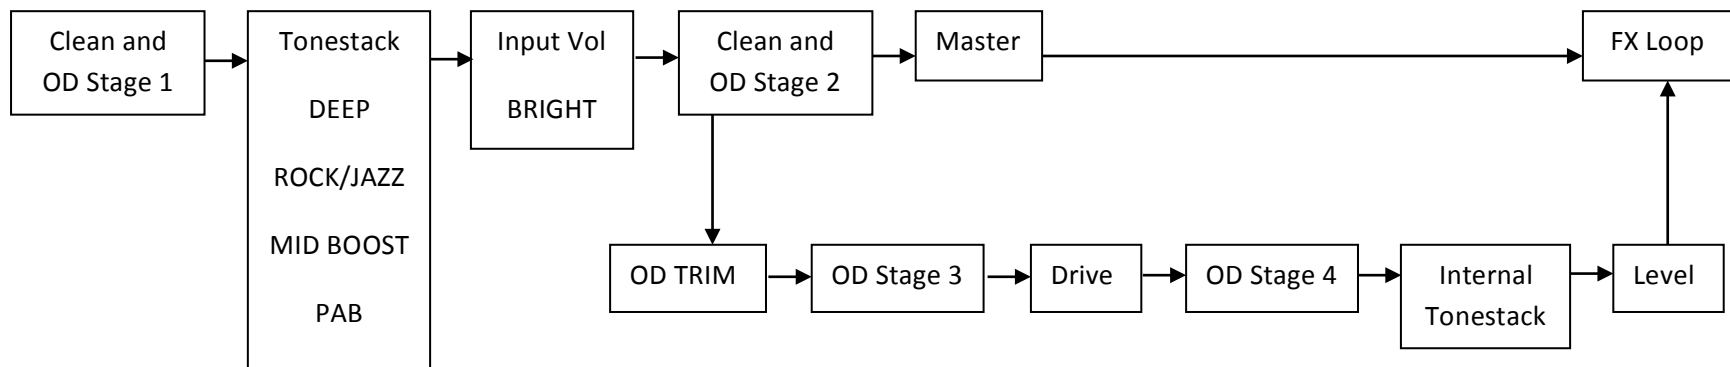 Clean and
OD Stage 1
Tonestack
DEEP
ROCK/JAZZ
MID BOOST
PAB
Input Vol
BRIGHT
Clean and
OD Stage 2
Master
FX Loop
OD TRIM
OD Stage 3
Drive
OD Stage 4
Internal
Tonestack
Level